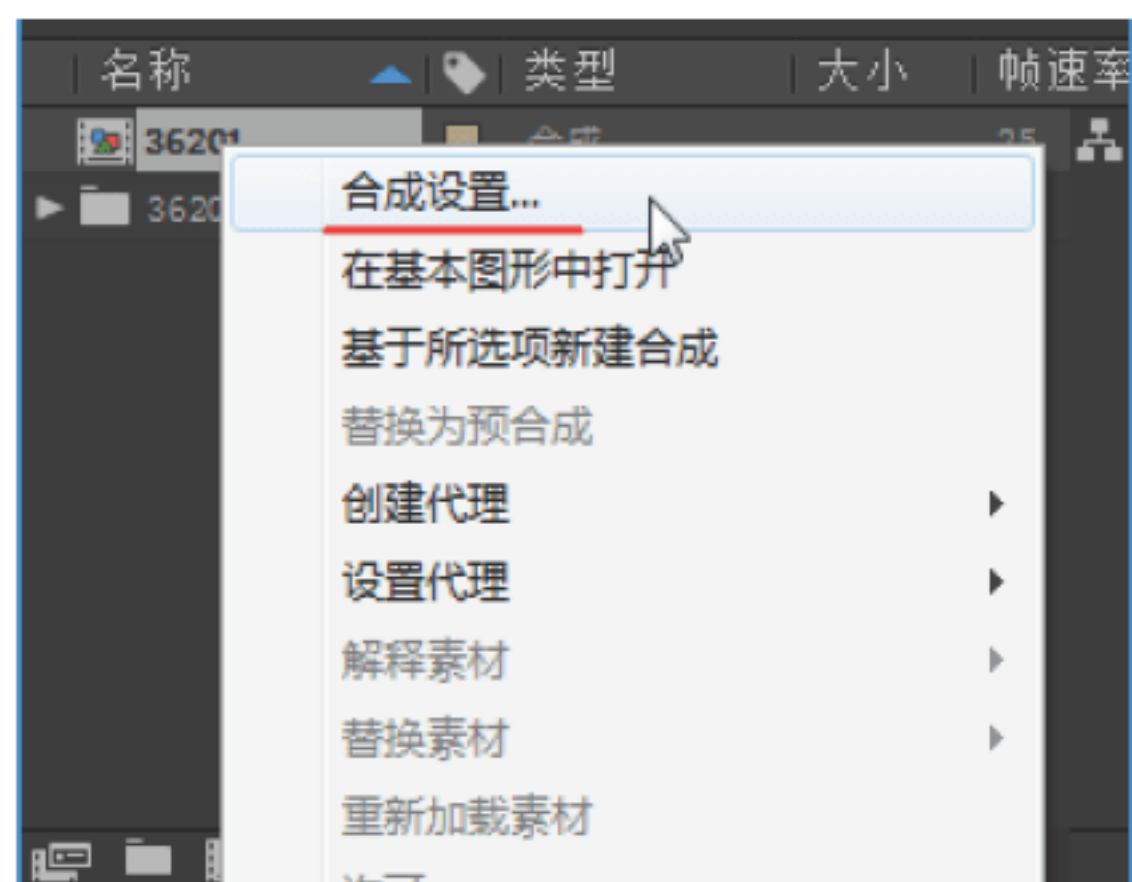 名称 类型 大小 帧速率
36201 合成 25
合成设置...
3620
在基本图形中打开
基于所选项新建合成
替换为预合成
创建代理
设置代理
解释素材
替换素材
重新加载素材